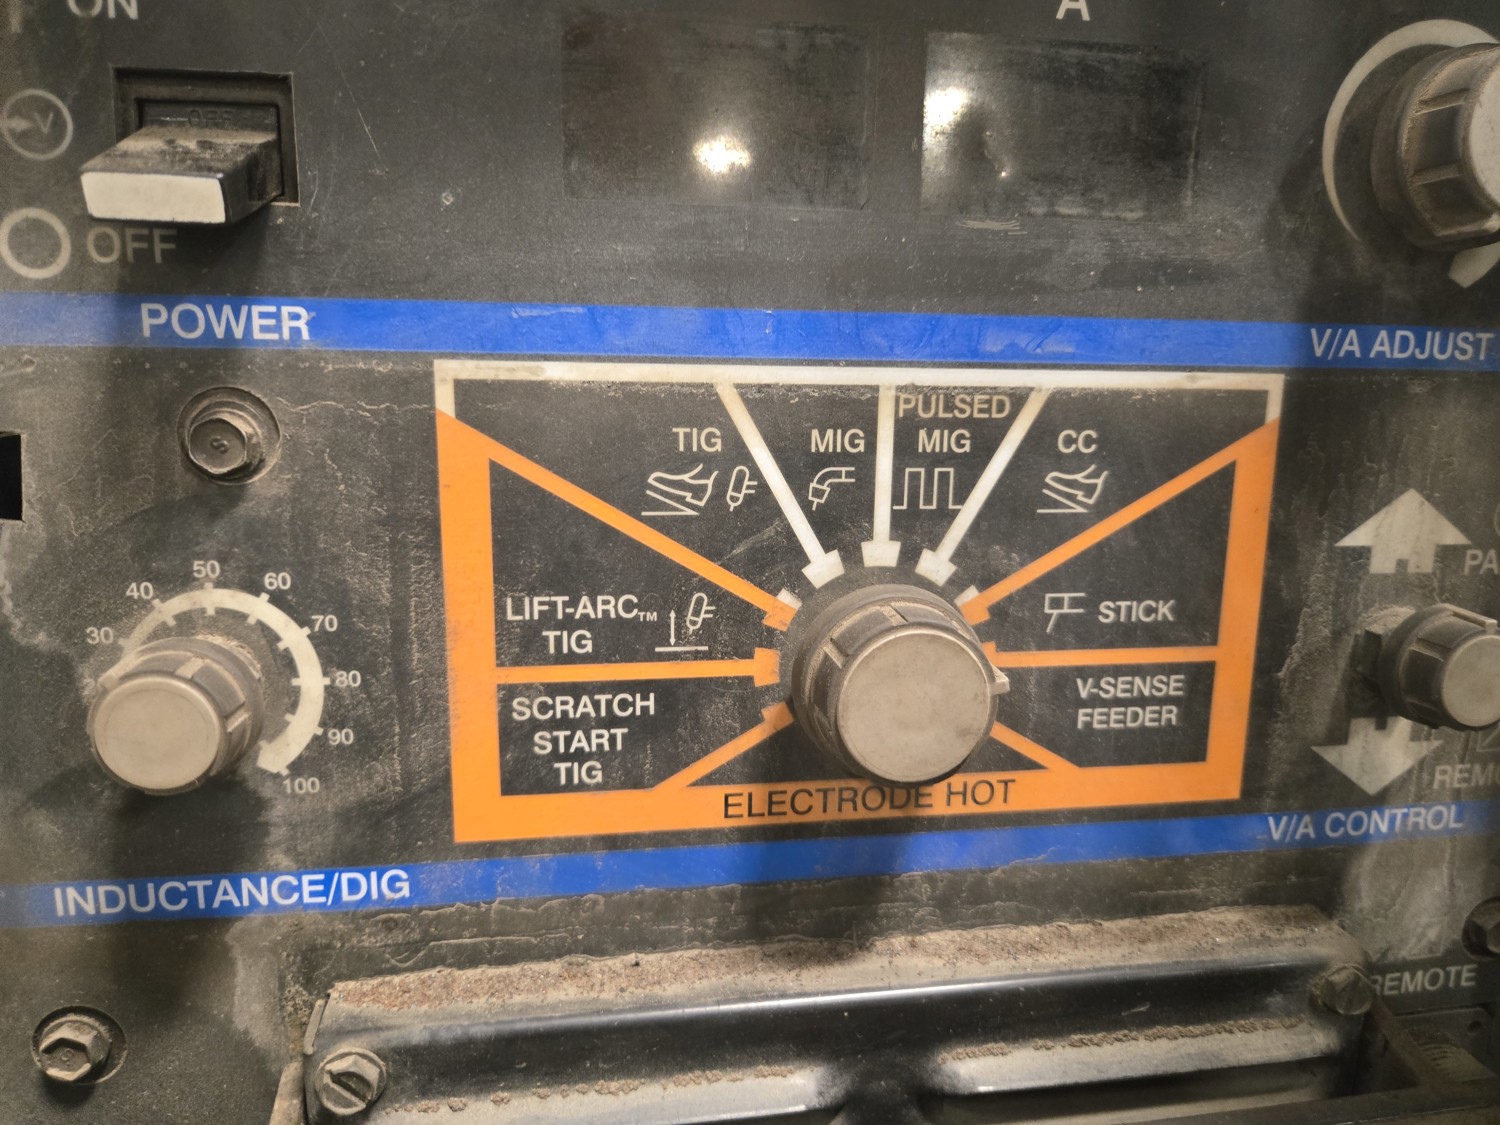 ON
A
V
OFF
OFF
POWER
V/A ADJUST
PULSED
TIG
MIG
MIG
CC
S
30
40
50
60
70
80
90
100
LIFT-ARC™
TIG
STICK
SCRATCH
START
TIG
V-SENSE
FEEDER
ELECTRODE HOT
V/A CONTROL
INDUCTANCE/DIG
REMOTE